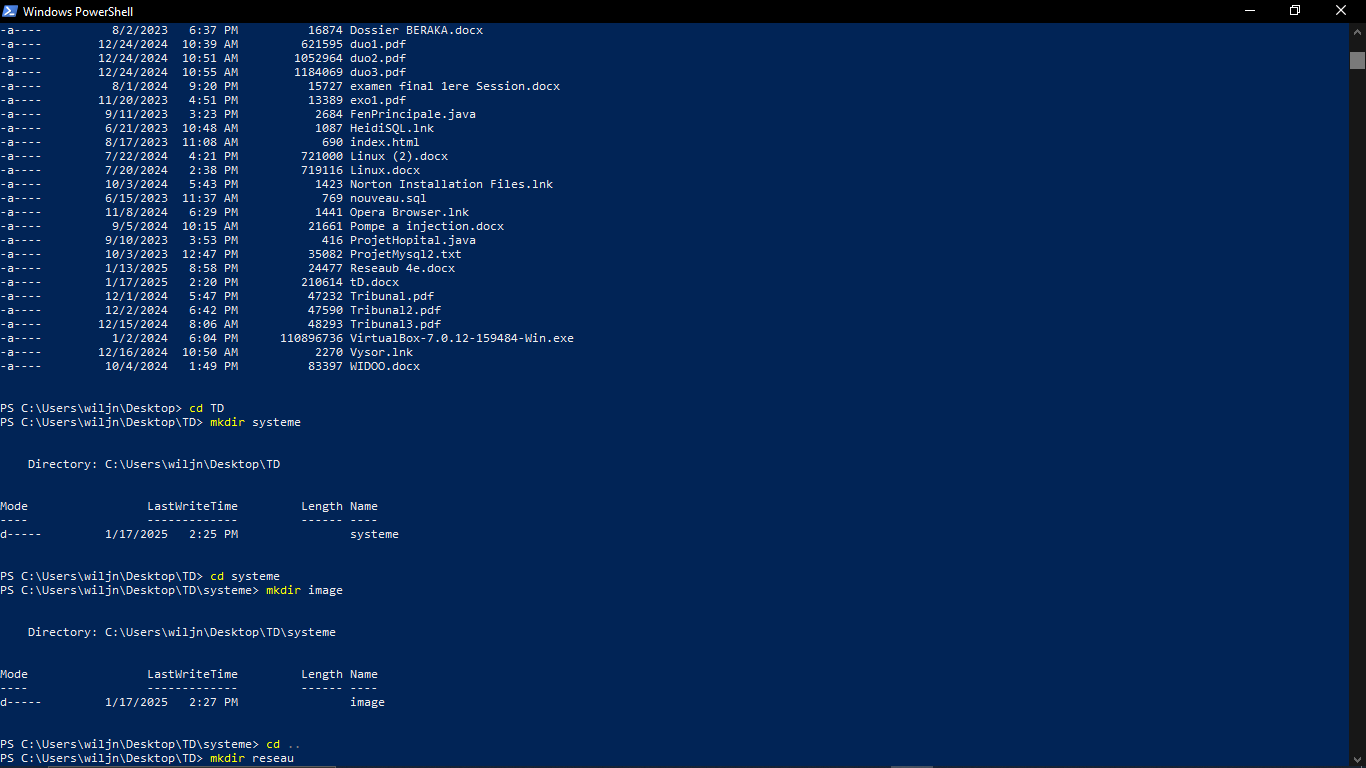 Windows PowerShell
-a---- 8/2/2023 6:37 PM 16874 Dossier BERAKA.docx
-a---- 12/24/2024 10:39 AM 621595 duo1.pdf
-a---- 12/24/2024 10:51 AM 1052964 duo2.pdf
-a---- 12/24/2024 10:55 AM 1184069 duo3.pdf
-a---- 8/1/2024 9:20 PM 15727 examen final 1ere Session.docx
-a---- 11/20/2023 4:51 PM 13389 exo1.pdf
-a---- 9/11/2023 3:23 PM 2684 FenPrincipale.java
-a---- 6/21/2023 10:48 AM 1087 HeidiSQL.lnk
-a---- 8/17/2023 11:08 AM 690 index.html
-a---- 7/22/2024 4:21 PM 721000 Linux (2).docx
-a---- 7/20/2024 2:38 PM 719116 Linux.docx
-a---- 10/3/2024 5:43 PM 1423 Norton Installation Files.lnk
-a---- 6/15/2023 11:37 AM 769 nouveau.sql
-a---- 11/8/2024 6:29 PM 1441 Opera Browser.lnk
-a---- 9/5/2024 10:15 AM 21661 Pompe a injection.docx
-a---- 9/10/2023 3:53 PM 416 ProjetHopital.java
-a---- 10/3/2023 12:47 PM 35082 ProjetMysql2.txt
-a---- 1/13/2025 8:58 PM 24477 Reseaub 4e.docx
-a---- 1/17/2025 2:20 PM 210614 tD.docx
-a---- 12/1/2024 5:47 PM 47232 Tribunal.pdf
-a---- 12/2/2024 6:42 PM 47590 Tribunal2.pdf
-a---- 12/15/2024 8:06 AM 48293 Tribunal3.pdf
-a---- 1/2/2024 6:04 PM 110896736 VirtualBox-7.0.12-159484-Win.exe
-a---- 12/16/2024 10:50 AM 2270 Vysor.lnk
-a---- 10/4/2024 1:49 PM 83397 WIDOO.docx
PS C:\Users\wiljn\Desktop> cd TD
PS C:\Users\wiljn\Desktop\TD> mkdir systeme
Directory: C:\Users\wiljn\Desktop\TD
Mode LastWriteTime Length Name
---- ------------- ------ ----
d----- 1/17/2025 2:25 PM systeme
PS C:\Users\wiljn\Desktop\TD> cd systeme
PS C:\Users\wiljn\Desktop\TD\systeme> mkdir image
Directory: C:\Users\wiljn\Desktop\TD\systeme
Mode LastWriteTime Length Name
---- ------------- ------ ----
d----- 1/17/2025 2:27 PM image
PS C:\Users\wiljn\Desktop\TD\systeme> cd ..
PS C:\Users\wiljn\Desktop\TD> mkdir reseau